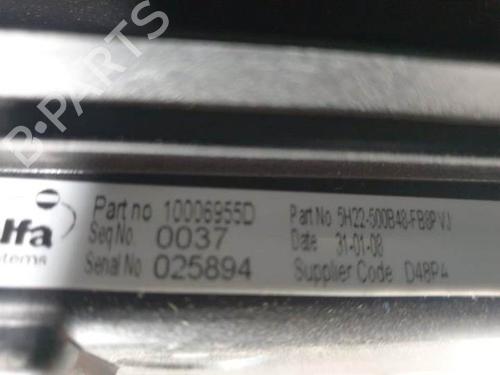 B-PARTS
lfa
stems
Part no 10006955D
Seq No. 0037
Serial No 025894
Part No 5H22-500B48-FB8PVJ
Date 31-01-08
Supplier Code D48PA